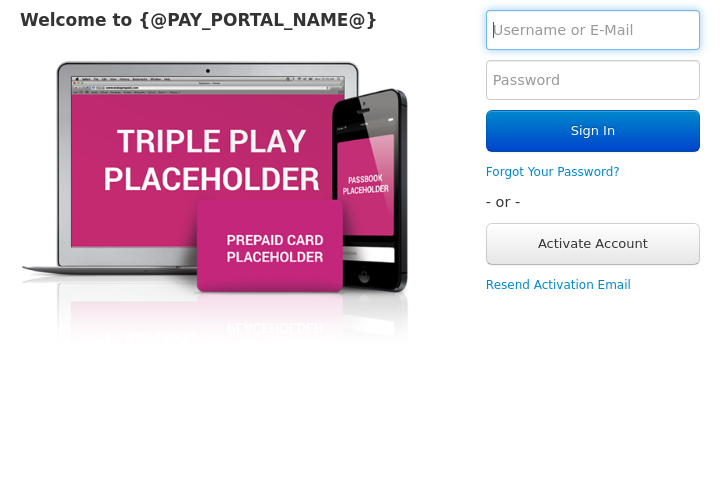 Welcome to {@PAY_PORTAL_NAME@}
TRIPLE PLAY
PLACEHOLDER
PASSBOOK
PLACEHOLDER
PREPAID CARD
PLACEHOLDER
Username or E-Mail
Password
Sign In
Forgot Your Password?
- or -
Activate Account
Resend Activation Email